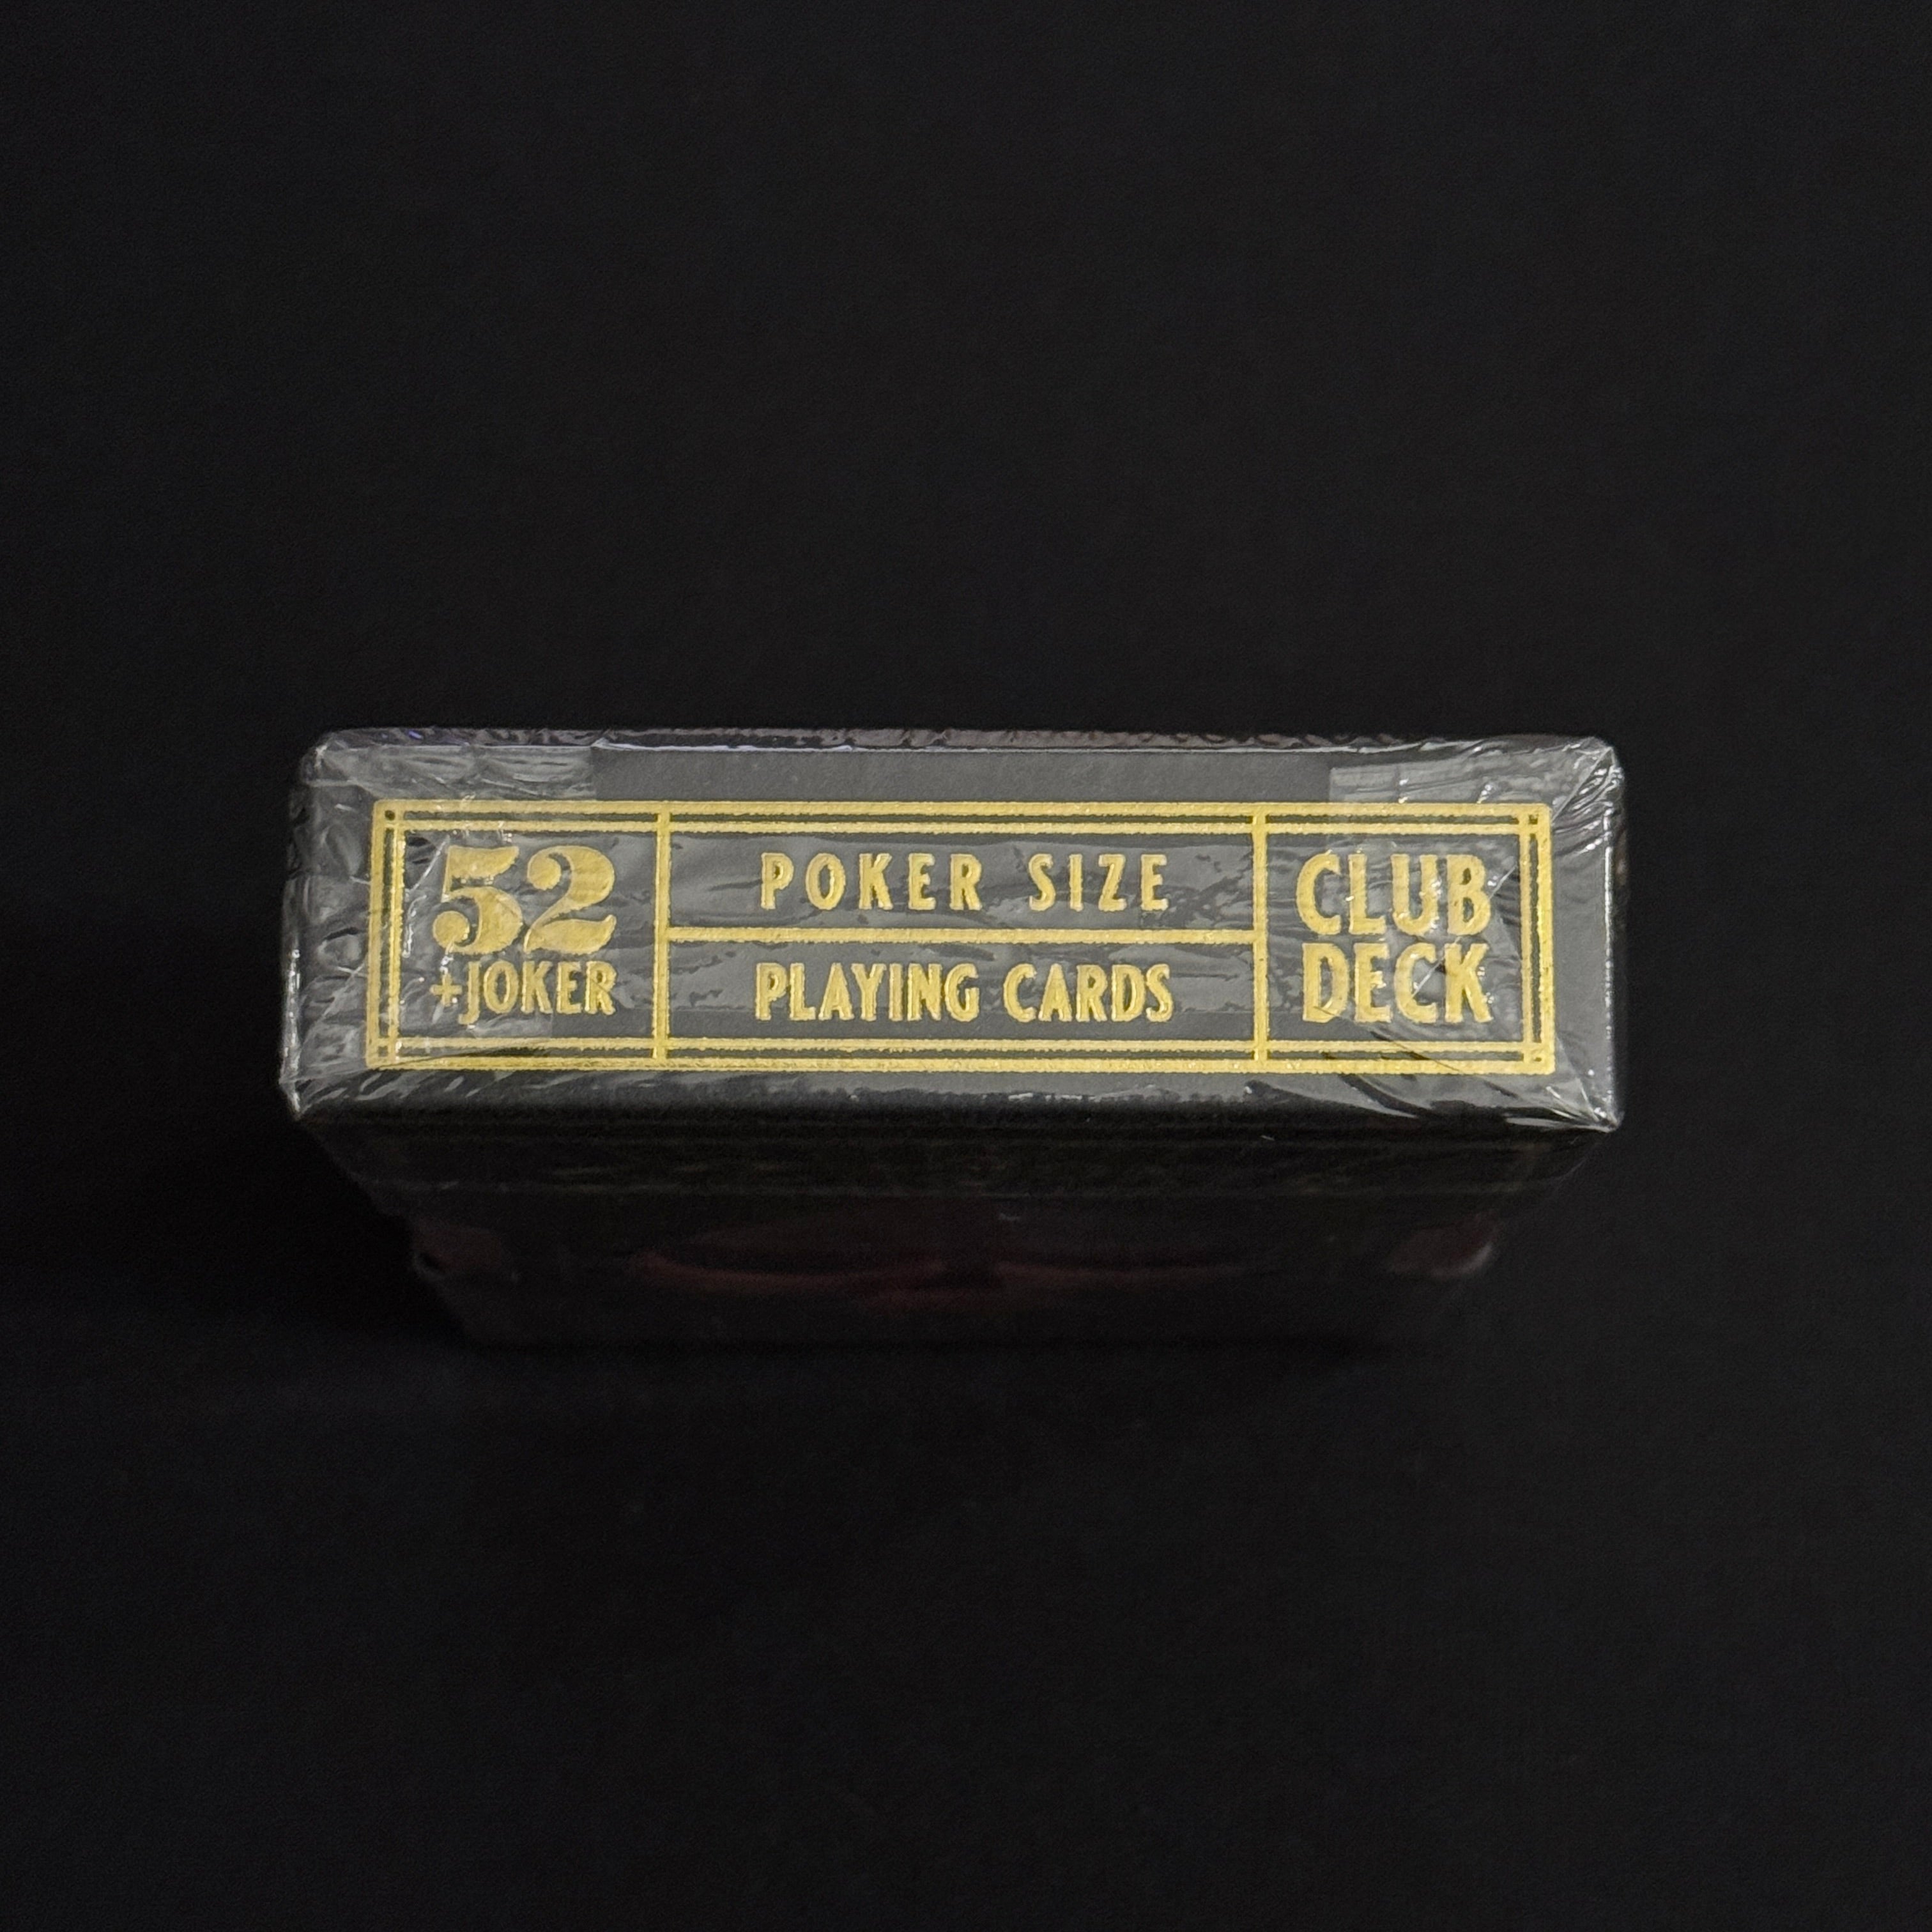 52
+JOKER
POKER SIZE
PLAYING CARDS
CLUB
DECK